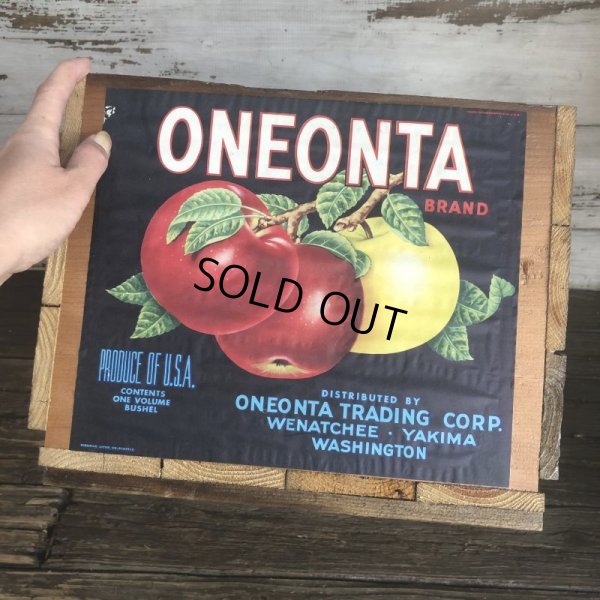 ONEONTA
BRAND
SOLD OUT
PRODUCE OF U.S.A.
CONTENTS
ONE VOLUME
BUSHEL
DISTRIBUTED BY
ONEONTA TRADING CORP.
WENATCHEE · YAKIMA
WASHINGTON